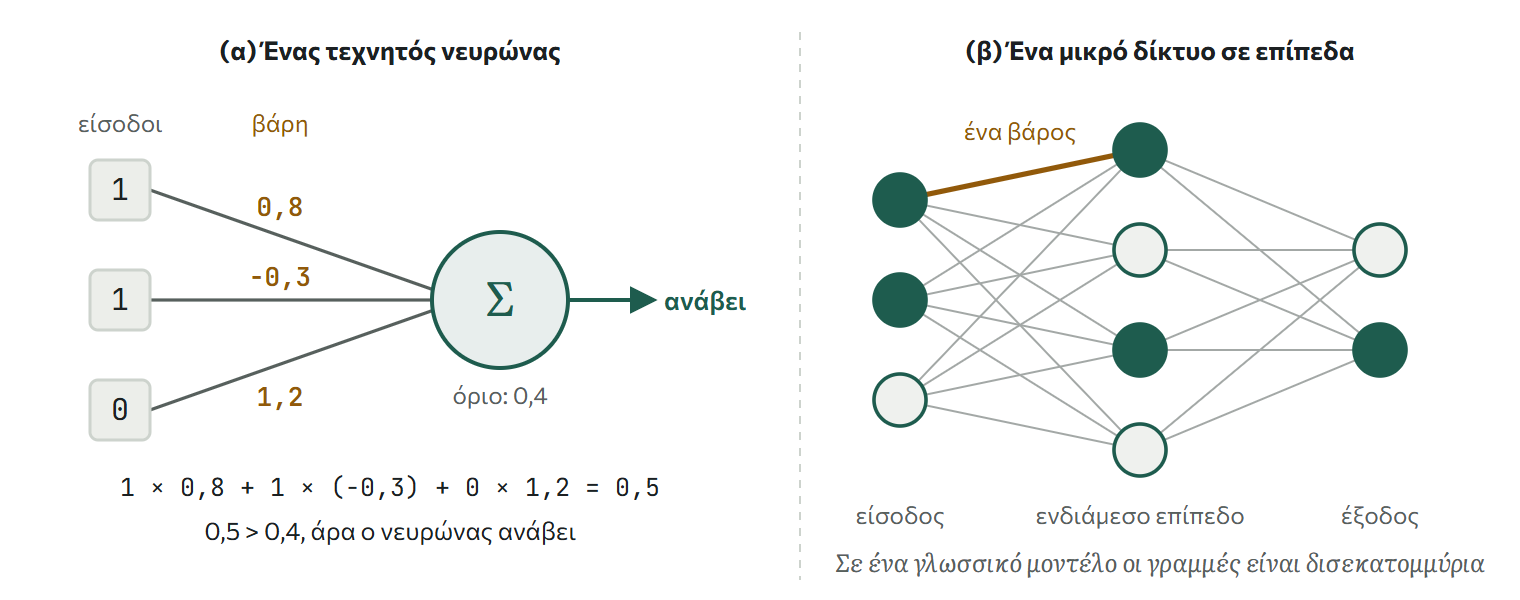 (α) Ένας τεχνητός νευρώνας
είσοδοι
βάρη
1
0,8
-0,3
1
Σ
ανάβει
0
1,2
όριο: 0,4
1 × 0,8 + 1 × (-0,3) + 0 × 1,2 = 0,5
0,5 > 0,4, άρα ο νευρώνας ανάβει
(β) Ένα μικρό δίκτυο σε επίπεδα
ένα βάρος
είσοδος
ενδιάμεσο επίπεδο
έξοδος
Σε ένα γλωσσικό μοντέλο οι γραμμές είναι δισεκατομμύρια